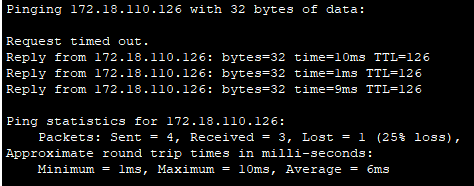 Pinging 172.18.110.126 with 32 bytes of data:

Request timed out.
Reply from 172.18.110.126: bytes=32 time=10ms TTL=126
Reply from 172.18.110.126: bytes=32 time=1ms TTL=126
Reply from 172.18.110.126: bytes=32 time=9ms TTL=126

Ping statistics for 172.18.110.126:
    Packets: Sent = 4, Received = 3, Lost = 1 (25% loss),
Approximate round trip times in milli-seconds:
    Minimum = 1ms, Maximum = 10ms, Average = 6ms